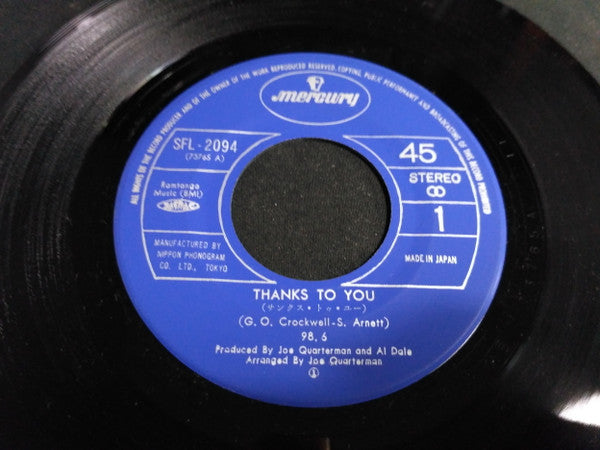 ALL RIGHTS OF THE RECORD PRODUCER AND OF THE OWNER OF THE WORK REPRODUCED RESERVED. COPYING, PUBLIC PERFORMANCE AND BROADCASTING OF THIS RECORD PROHIBITED
mercury
SFL-2094
(73765 A)
45
STEREO
1
Ramtanga
Music (BMI)
MANUFACTURED BY
NIPPON PHONOGRAM
CO. LTD., TOKYO
MADE IN JAPAN
THANKS TO YOU
(サンクス・トゥ・ユー)
(G. O. Crockwell-S. Arnett)
98.6
Produced By Joe Quarterman and Al Dale
Arranged By Joe Quarterman